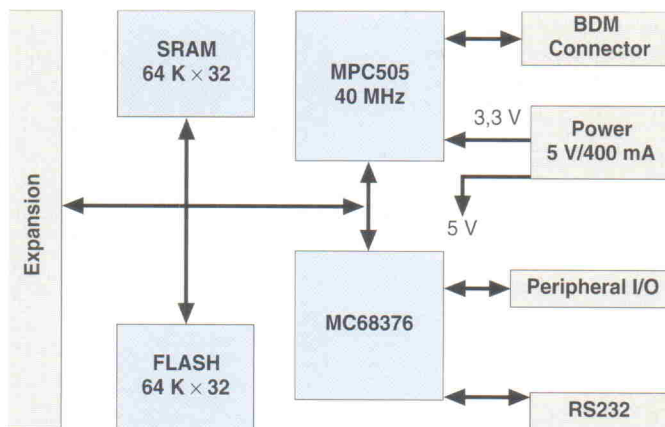 SRAM
64 K × 32
MPC505
40 MHz
BDM
Connector
3,3 V
Power
5 V/400 mA
5 V
Expansion
MC68376
Peripheral I/O
FLASH
64 K × 32
RS232